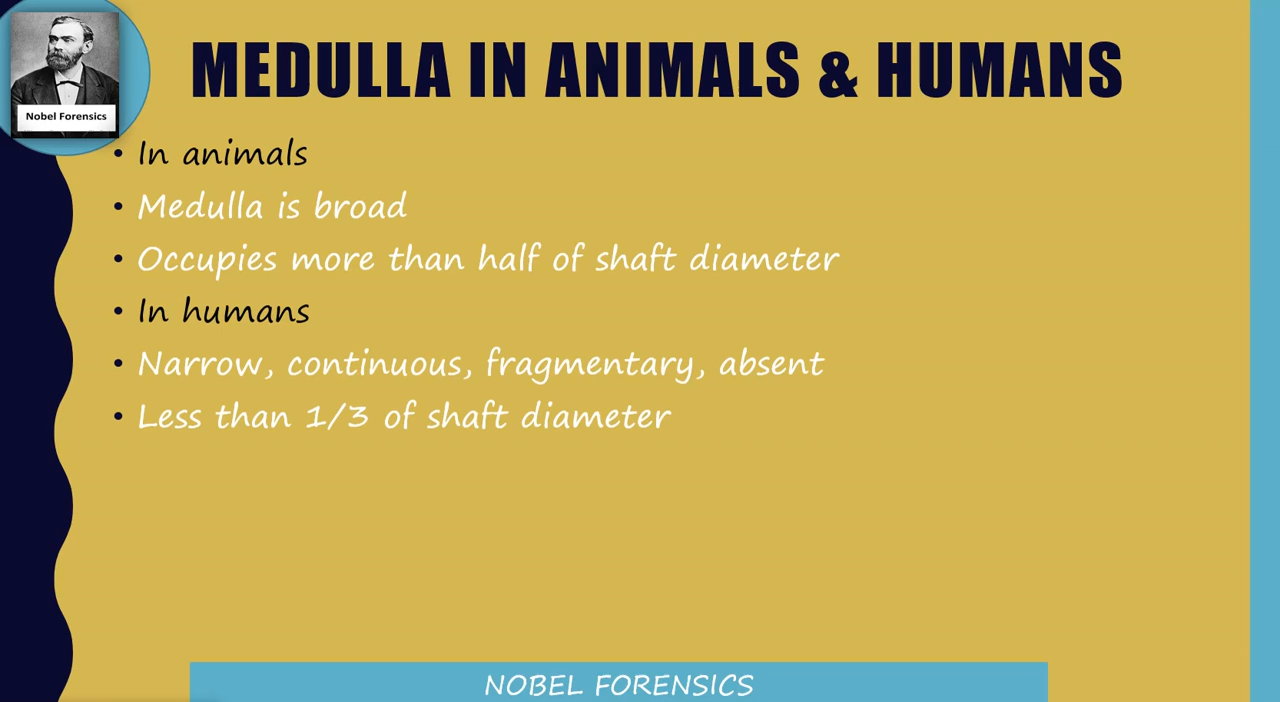 Nobel Forensics
MEDULLA IN ANIMALS & HUMANS
• In animals
• Medulla is broad
• Occupies more than half of shaft diameter
• In humans
• Narrow, continuous, fragmentary, absent
• Less than 1/3 of shaft diameter
NOBEL FORENSICS